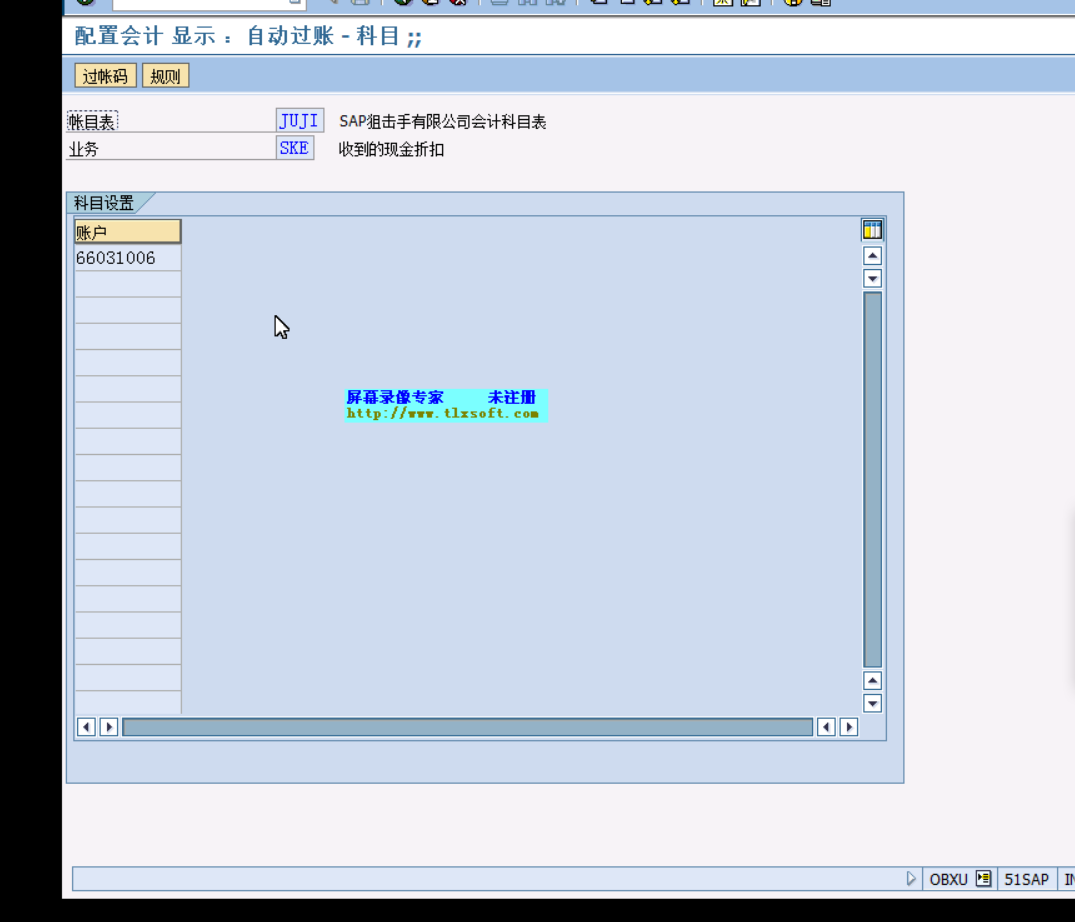 配置会计 显示 : 自动过账 - 科目 ;;
过帐码 规则
帐目表 JUJI SAP狙击手有限公司会计科目表
业务 SKE 收到的现金折扣
科目设置
账户
66031006
屏幕录像专家 未注册
http://www.tlxsoft.com
OBXU 51SAP